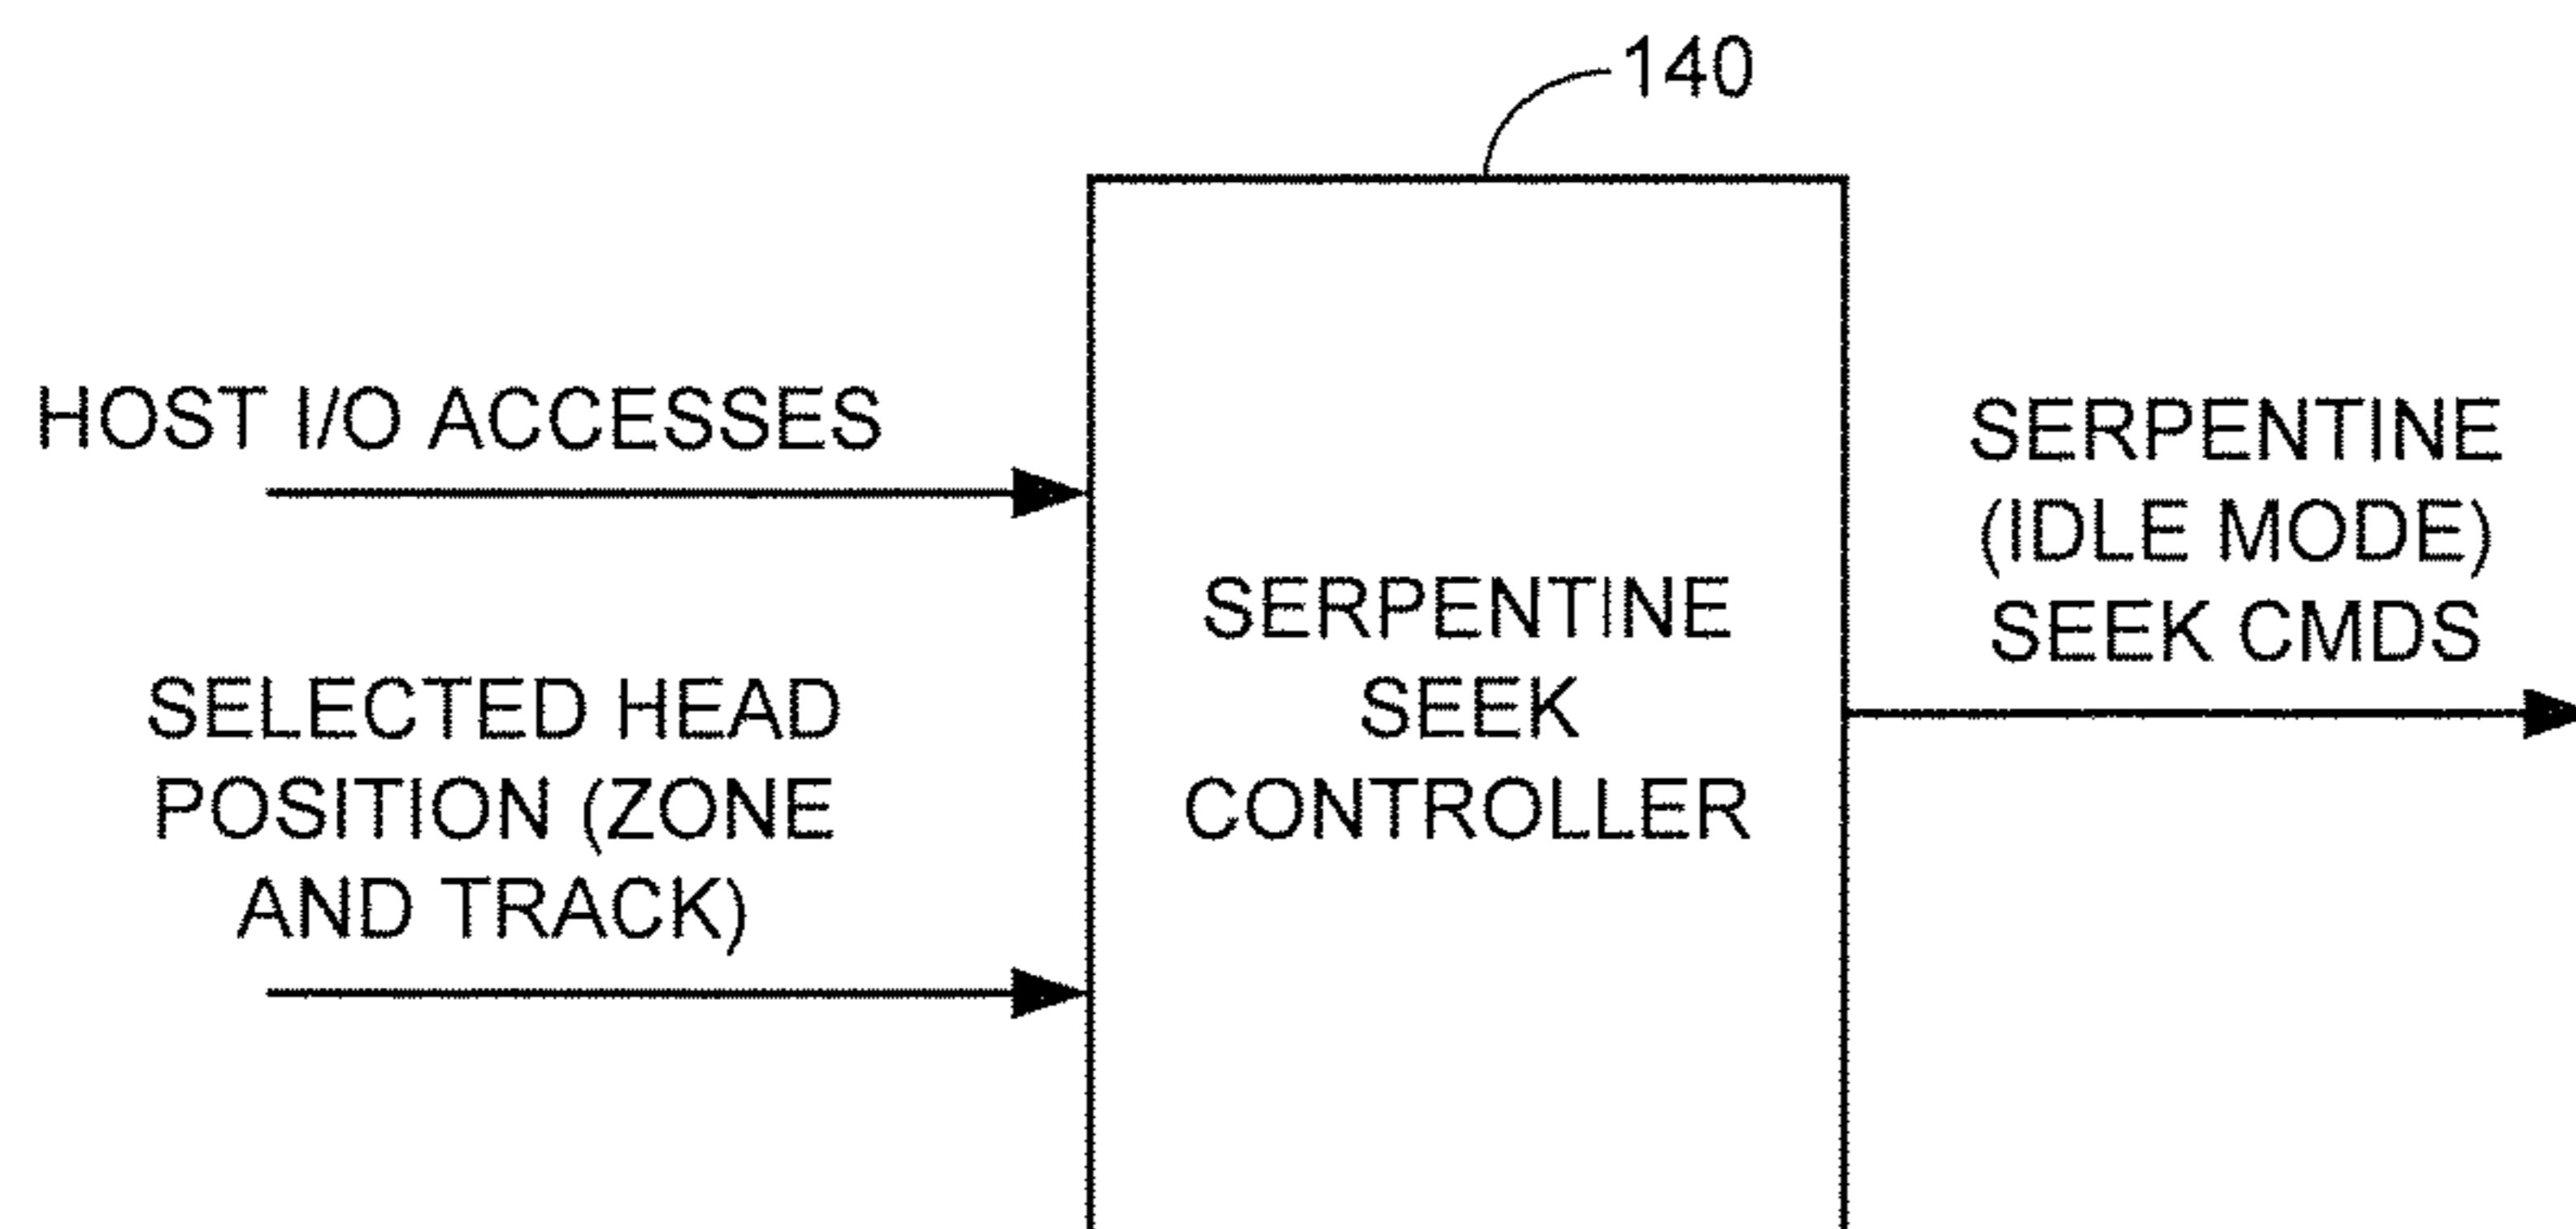 140
HOST I/O ACCESSES
SELECTED HEAD
POSITION (ZONE
AND TRACK)
SERPENTINE
SEEK
CONTROLLER
SERPENTINE
(IDLE MODE)
SEEK CMDS